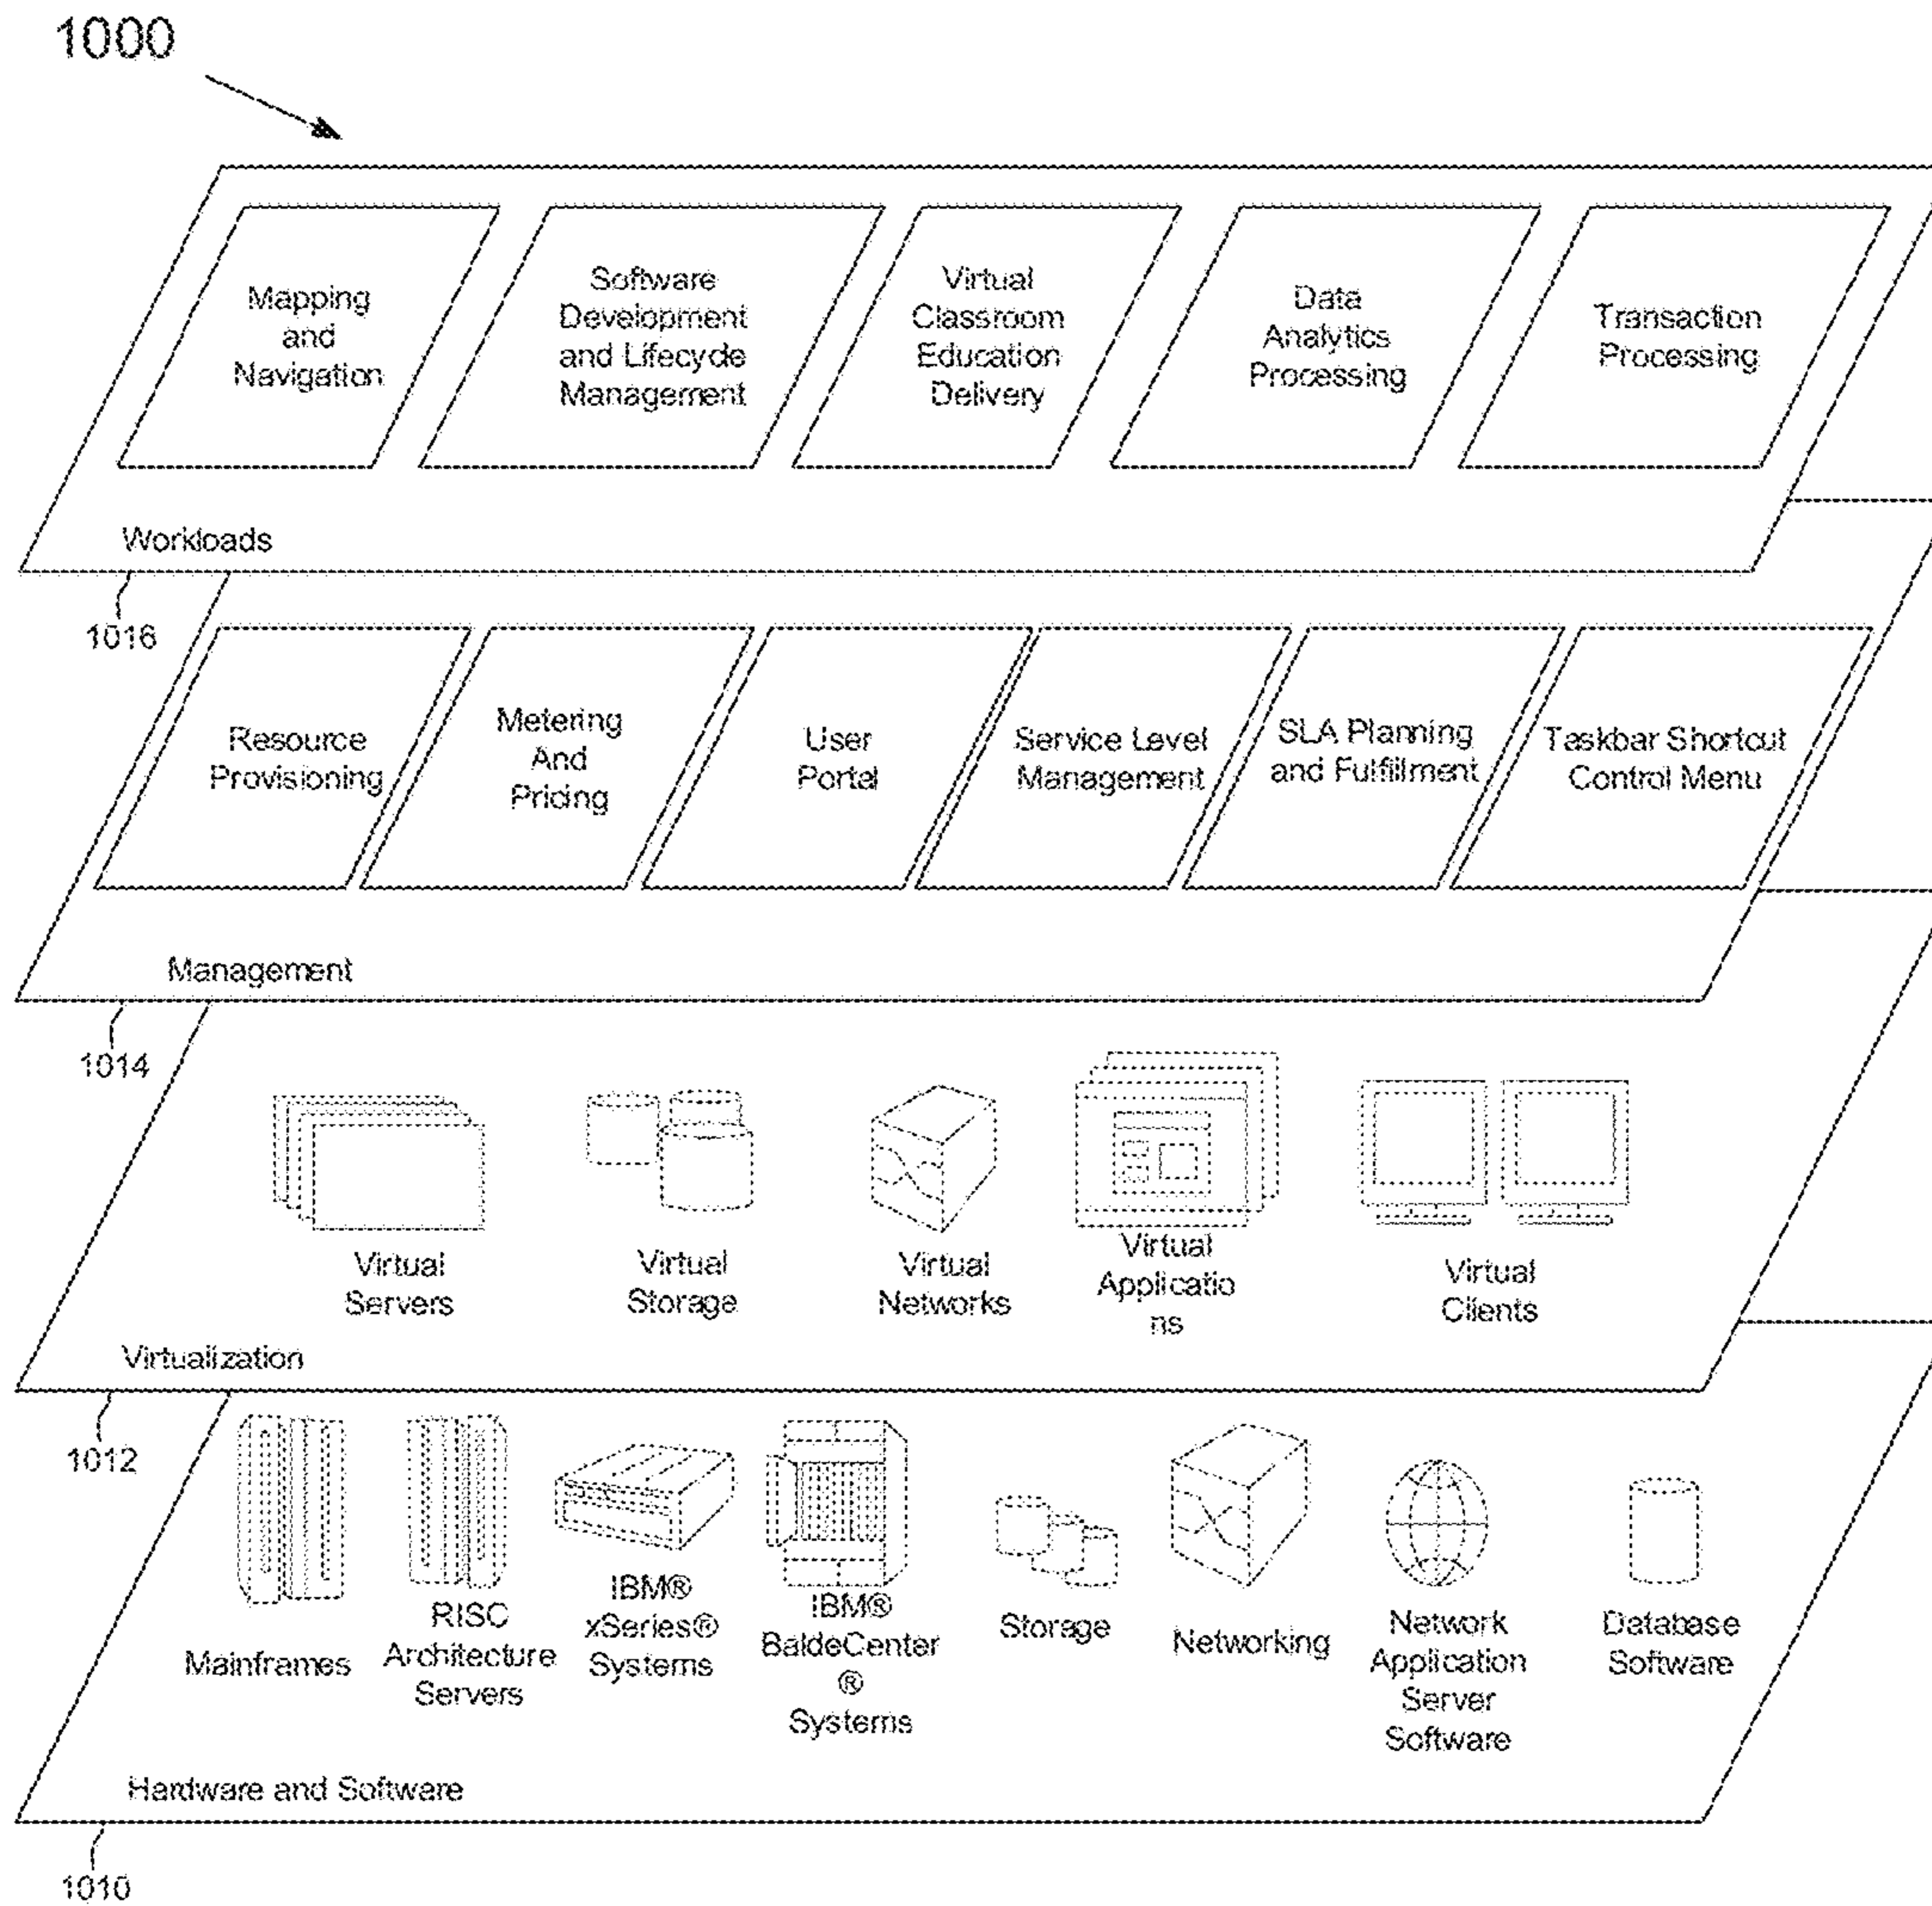 1000
Mapping
and
Navigation
Software
Development
and Lifecycle
Management
Virtual
Classroom
Education
Delivery
Data
Analytics
Processing
Transaction
Processing
Workloads
1016
Resource
Provisioning
Metering
And
Pricing
User
Portal
Service Level
Management
SLA Planning
and Fulfillment
Taskbar Shortcut
Control Menu
Management
1014
Virtual
Servers
Virtual
Storage
Virtual
Networks
Virtual
Applicatio
ns
Virtual
Clients
Virtualization
1012
Mainframes
RISC
Architecture
Servers
IBM®
xSeries®
Systems
IBM®
BaldeCenter
®
Systems
Storage
Networking
Network
Application
Server
Software
Database
Software
Hardware and Software
1010